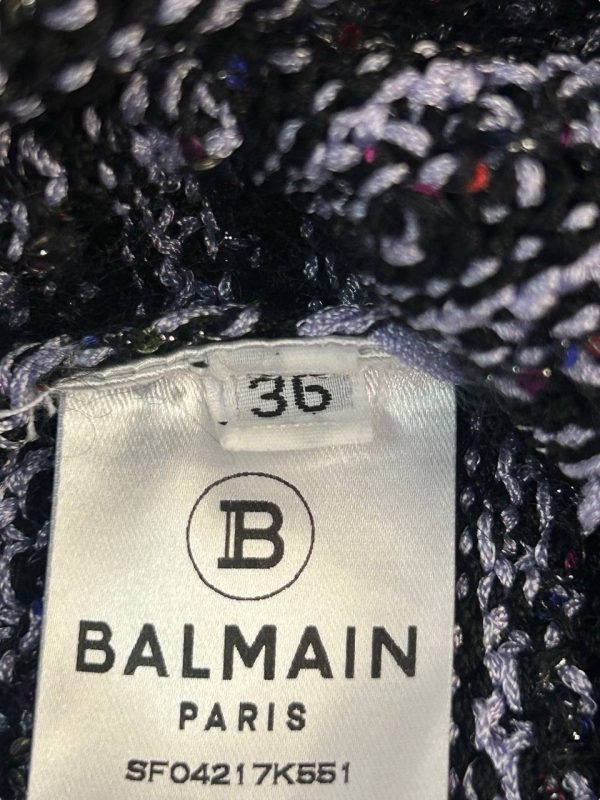 36
B
BALMAIN
PARIS
SF04217K551